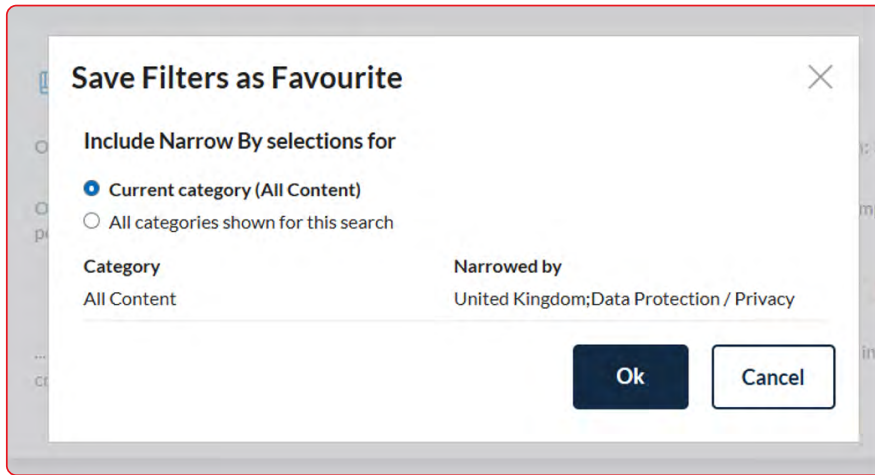 Save Filters as Favourite
Include Narrow By selections for
Current category (All Content)
All categories shown for this search
Category Narrowed by
All Content United Kingdom;Data Protection / Privacy
Ok Cancel